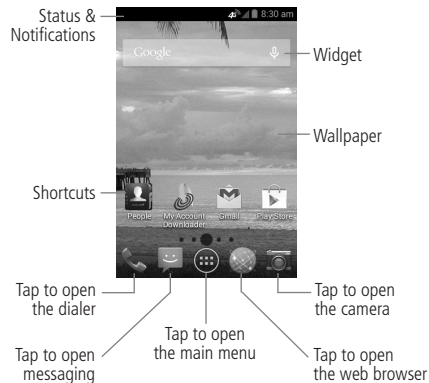 Status &
Notifications
4G 8:30 am
Google
Widget
Wallpaper
Shortcuts
People
My Account
Downloader
Gmail
Play Store
Tap to open
the dialer
Tap to open
the camera
Tap to open
messaging
Tap to open
the main menu
Tap to open
the web browser